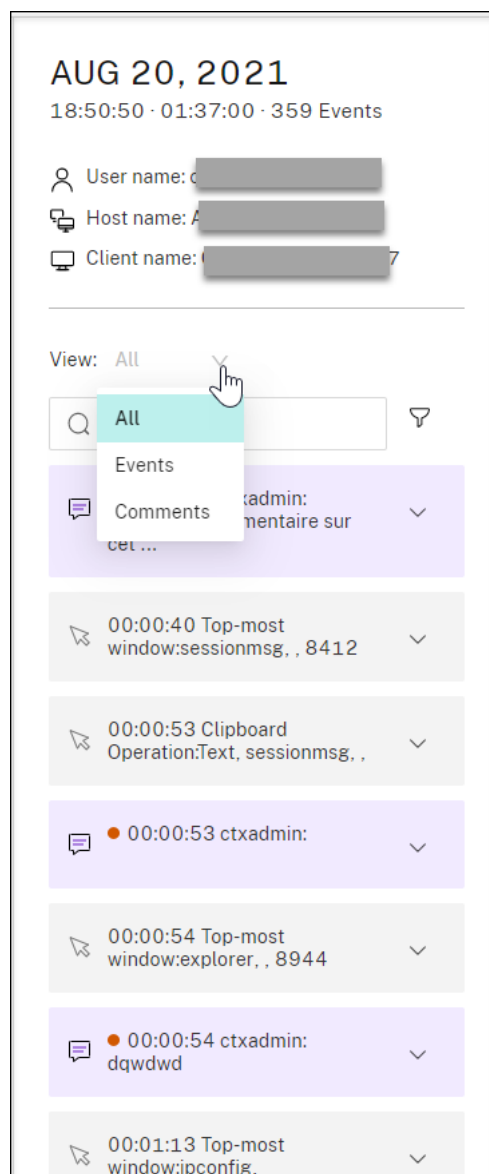 AUG 20, 2021
18:50:50 · 01:37:00 · 359 Events
User name:
Host name:
Client name: 7
View: All
All
Events
Comments
xadmin:
mentaire sur
cet ...
00:00:40 Top-most
window:sessionmsg, , 8412
00:00:53 Clipboard
Operation:Text, sessionmsg, ,
00:00:53 ctxadmin:
00:00:54 Top-most
window:explorer, , 8944
00:00:54 ctxadmin:
dqwdwd
00:01:13 Top-most
window:ipconfig,